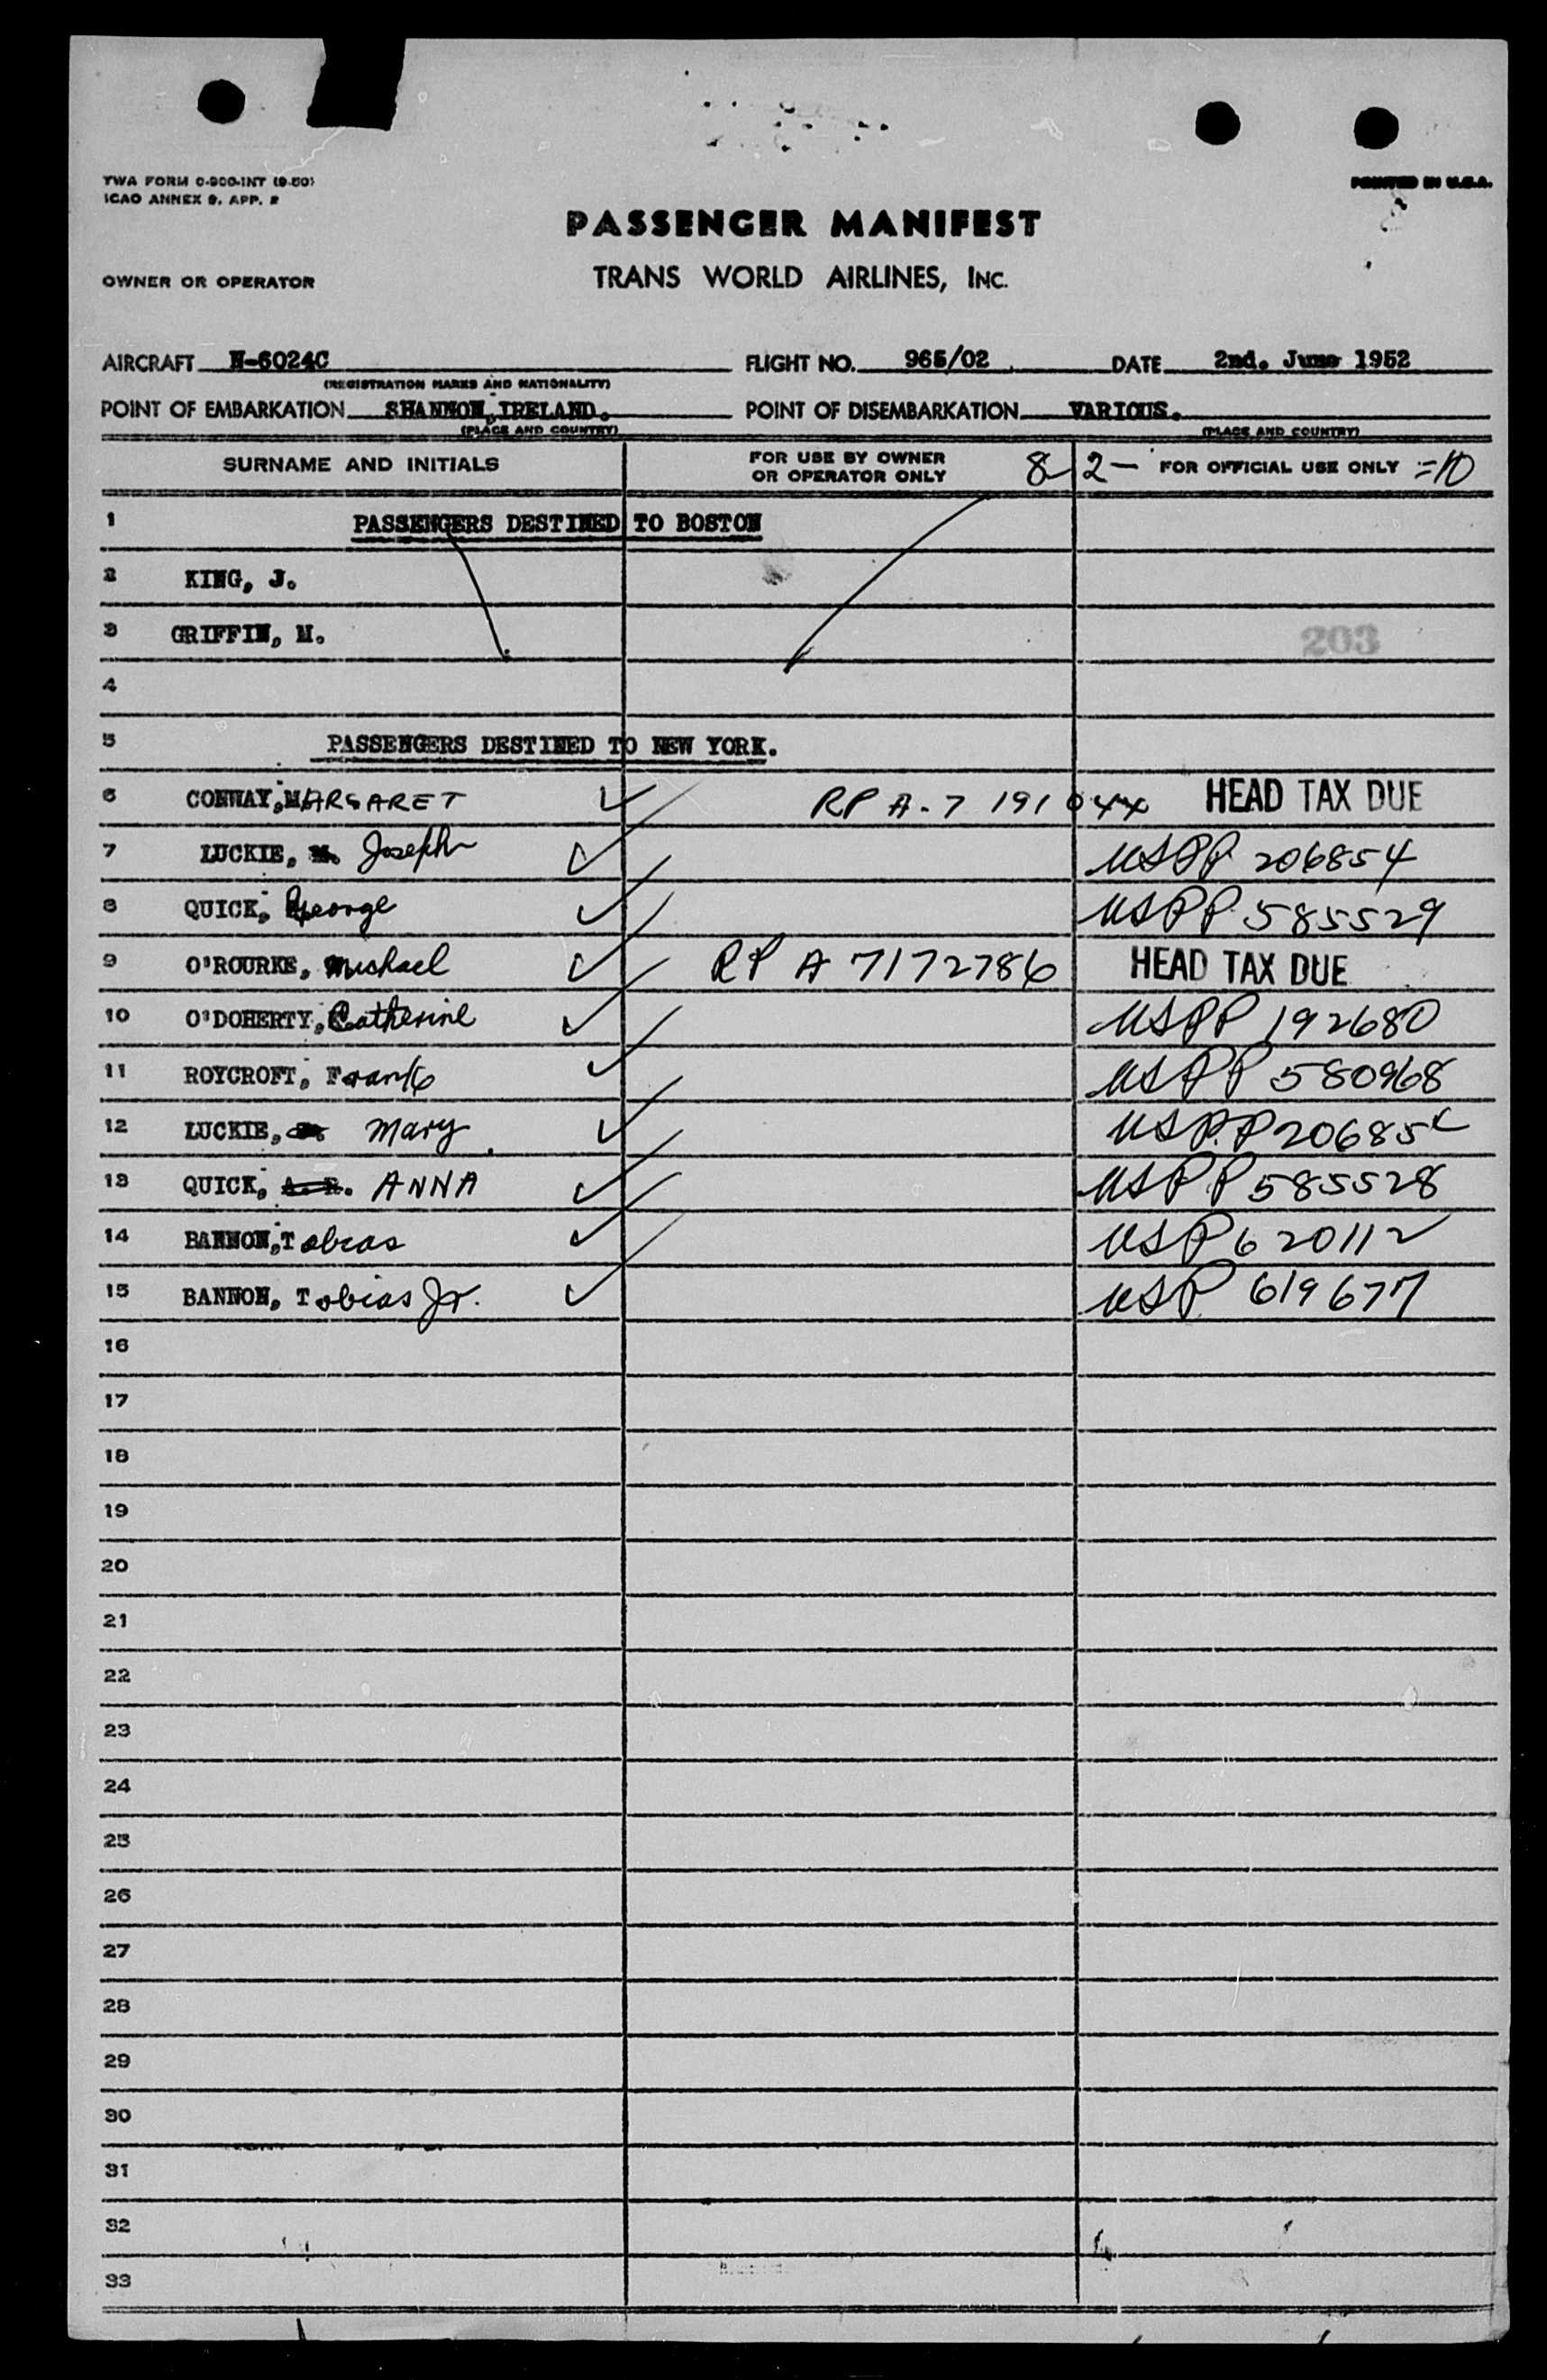 TWA FORM O-900-INT (9-50)
ICAO ANNEX 9, APP. 2
PRINTED IN U.S.A.
PASSENGER MANIFEST
OWNER OR OPERATOR
TRANS WORLD AIRLINES, INC.
AIRCRAFT N-6024C FLIGHT NO. 965/02 DATE 2nd. June 1952
(REGISTRATION MARKS AND NATIONALITY)
POINT OF EMBARKATION SHANNON, IRELAND. POINT OF DISEMBARKATION VARIOUS.
(PLACE AND COUNTRY) (PLACE AND COUNTRY)
SURNAME AND INITIALS FOR USE BY OWNER OR OPERATOR ONLY 8 2- FOR OFFICIAL USE ONLY =10
1 PASSENGERS DESTINED TO BOSTON
2 KING, J.
3 GRIFFIN, M. 203
4
5 PASSENGERS DESTINED TO NEW YORK.
6 CONWAY, MARGARET ✓ RP A-7 191 044 HEAD TAX DUE
7 LUCKIE, Joseph ✓ USPP 206854
8 QUICK, George ✓ USPP 585529
9 O'ROURKE, Michael ✓ RP A 7172786 HEAD TAX DUE
10 O'DOHERTY, Catherine ✓ USPP 192680
11 ROYCROFT, Frank ✓ USPP 580968
12 LUCKIE, Mary ✓ USPP 206854
13 QUICK, ANNA ✓ USPP 585528
14 BANNON, Tobias ✓ USP 620112
15 BANNON, Tobias Jr. ✓ USP 619677
16
17
18
19
20
21
22
23
24
25
26
27
28
29
30
31
32
33